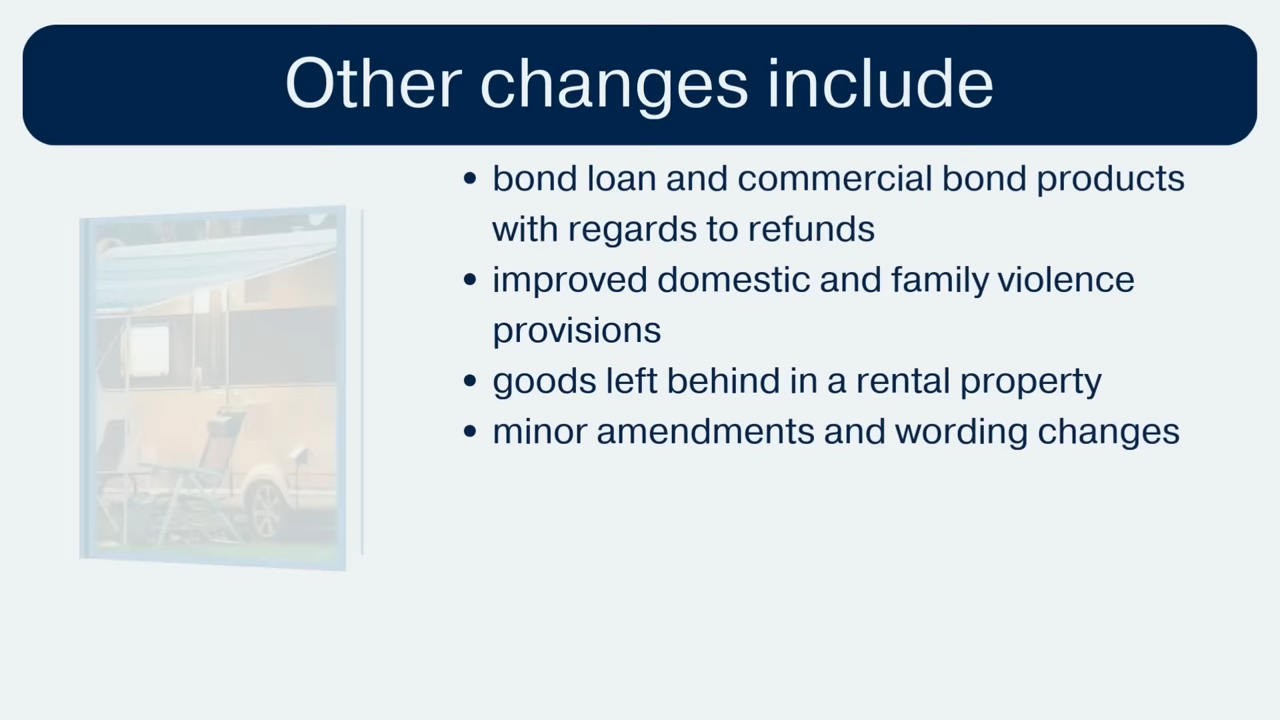 Other changes include
• bond loan and commercial bond products
with regards to refunds
• improved domestic and family violence
provisions
• goods left behind in a rental property
• minor amendments and wording changes